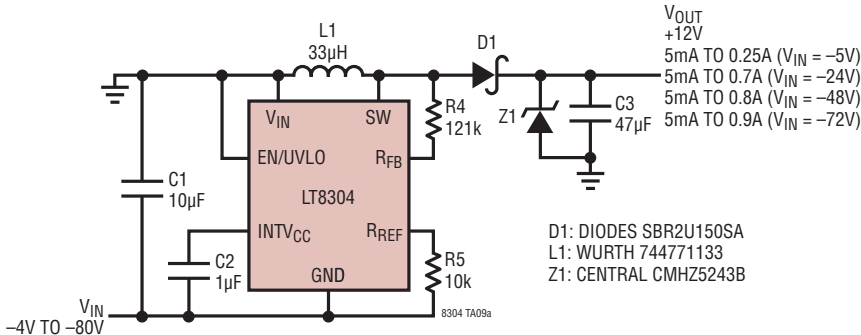 V_OUT
+12V
5mA TO 0.25A (V_IN = –5V)
5mA TO 0.7A (V_IN = –24V)
5mA TO 0.8A (V_IN = –48V)
5mA TO 0.9A (V_IN = –72V)
L1
33µH
D1
V_IN
SW
R4
121k
Z1
C3
47µF
EN/UVLO
R_FB
C1
10µF
LT8304
INTV_CC
R_REF
C2
1µF
GND
R5
10k
D1: DIODES SBR2U150SA
L1: WURTH 744771133
Z1: CENTRAL CMHZ5243B
8304 TA09a
V_IN
–4V TO –80V